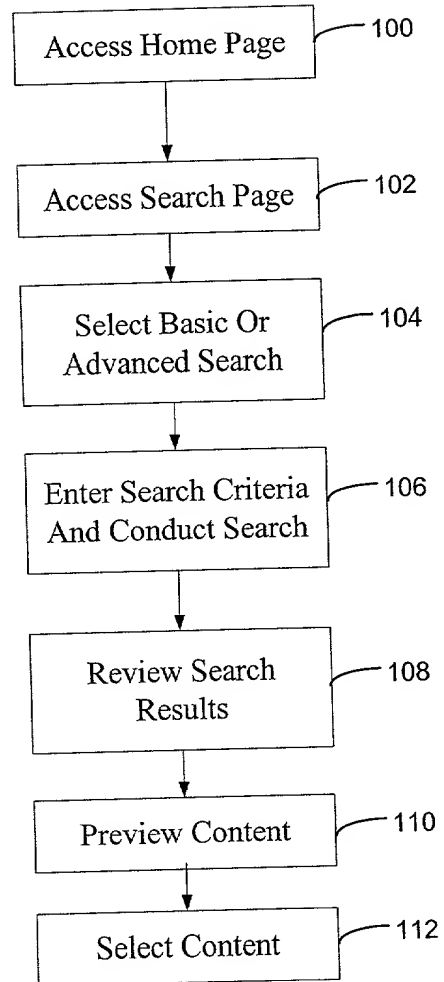 Access Home Page
100
Access Search Page
102
Select Basic Or
Advanced Search
104
Enter Search Criteria
And Conduct Search
106
Review Search
Results
108
Preview Content
110
Select Content
112